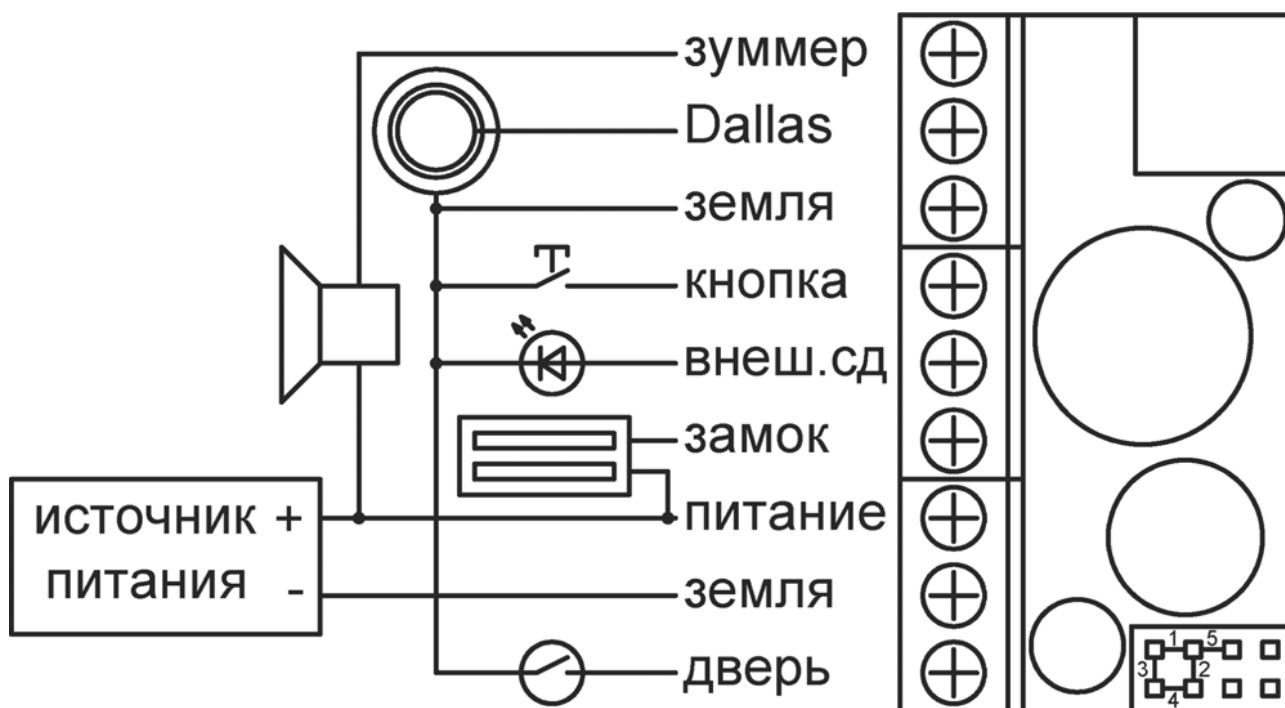 зуммер
Dallas
земля
кнопка
внеш.сд
замок
источник +
питание
питания -
земля
дверь
1 5
3 2
4